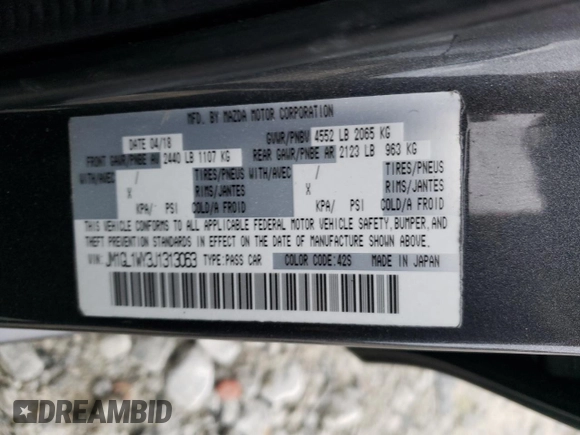 MFD. BY MAZDA MOTOR CORPORATION
DATE 04/18 GVWR/PNBV 4552 LB 2065 KG
FRONT GAWR/PNBE AV 2440 LB 1107 KG REAR GAWR/PNBE AR 2123 LB 963 KG
WITH/AVEC / TIRES/PNEUS WITH/AVEC / TIRES/PNEUS
X RIMS/JANTES X RIMS/JANTES
KPA/ PSI COLD/A FROID KPA/ PSI COLD/A FROID
THIS VEHICLE CONFORMS TO ALL APPLICABLE FEDERAL MOTOR VEHICLE SAFETY,BUMPER,AND
THEFT PREVENTION STANDARDS IN EFFECT ON THE DATE OF MANUFACTURE SHOWN ABOVE.
VIN: JM1GL1WY3J1313063 TYPE:PASS CAR COLOR CODE:42S MADE IN JAPAN
DREAMBID